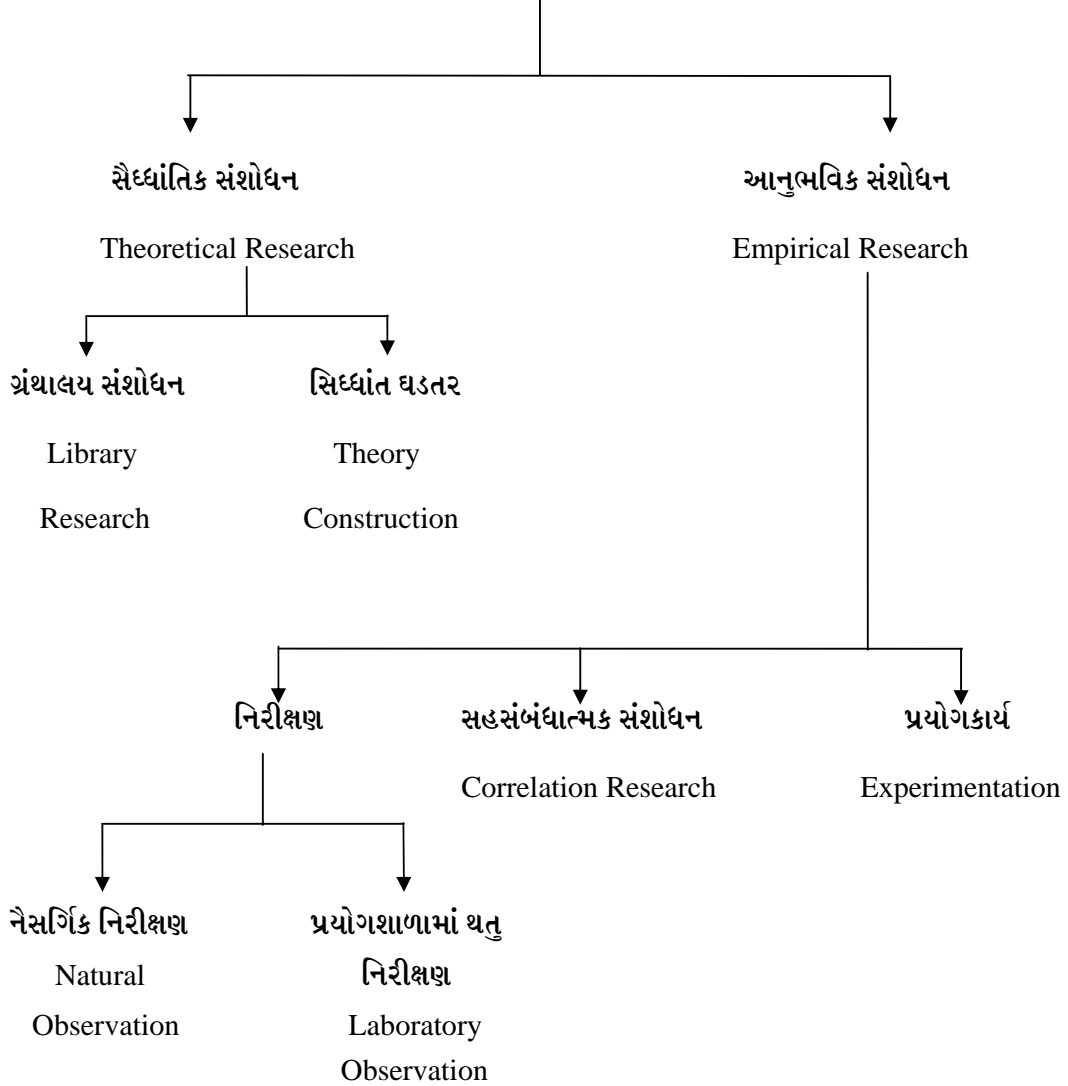 સૈધ્ધાંતિક સંશોધન
આનુભવિક સંશોધન
Theoretical Research
Empirical Research
ગ્રંથાલય સંશોધન
સિધ્ધાંત ઘડતર
Library
Theory
Research
Construction
નિરીક્ષણ
સહસંબંધાત્મક સંશોધન
પ્રયોગકાર્ય
Correlation Research
Experimentation
નૈસર્ગિક નિરીક્ષણ
પ્રયોગશાળામાં થતુ
Natural
નિરીક્ષણ
Observation
Laboratory
Observation